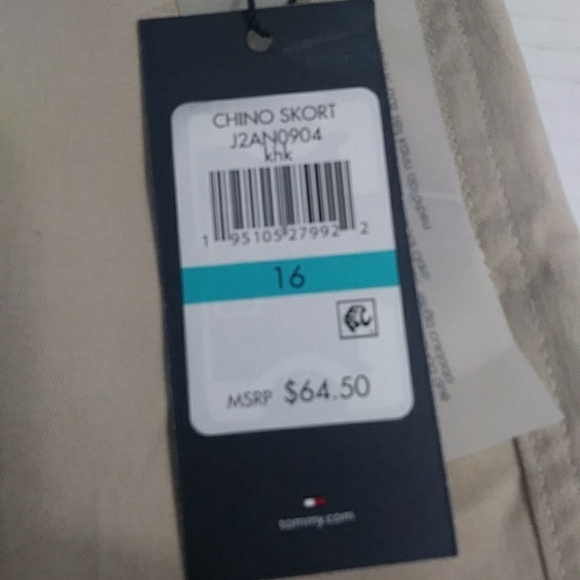 CHINO SKORT
J2AN0904
khk
1 95105 27992 2
16
MSRP $64.50
tommy.com